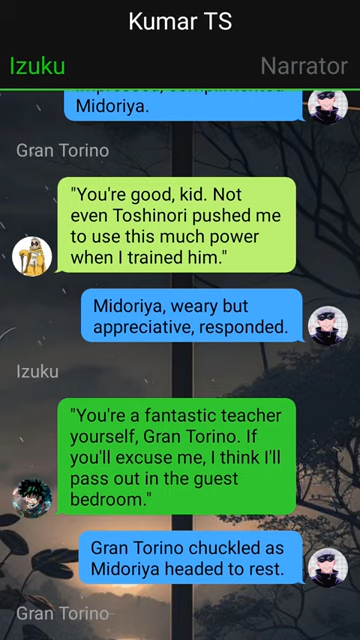 Kumar TS
Izuku
Narrator
impressed, complimented
Midoriya.
Gran Torino
"You're good, kid. Not
even Toshinori pushed me
to use this much power
when I trained him."
Midoriya, weary but
appreciative, responded.
Izuku
"You're a fantastic teacher
yourself, Gran Torino. If
you'll excuse me, I think I'll
pass out in the guest
bedroom."
Gran Torino chuckled as
Midoriya headed to rest.
Gran Torino